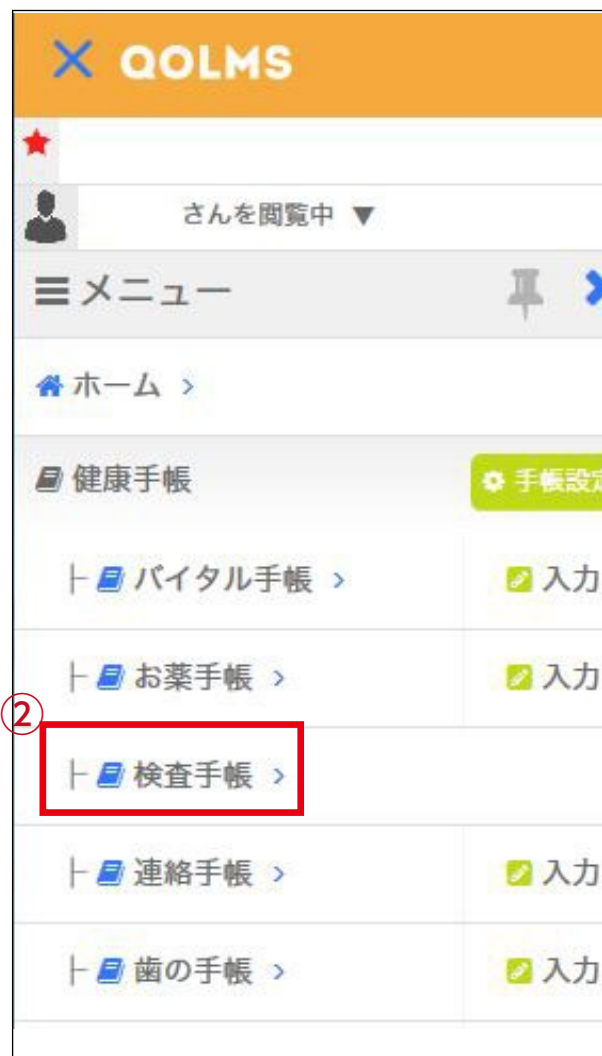 QOLMS
さんを閲覧中 ▼
メニュー
ホーム >
健康手帳 手帳設定
├ バイタル手帳 > 入力
├ お薬手帳 > 入力
②
├ 検査手帳 >
├ 連絡手帳 > 入力
├ 歯の手帳 > 入力